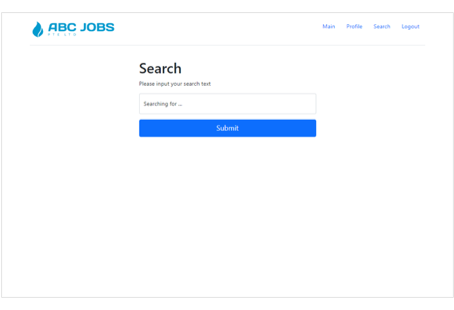 ABC JOBS
PTE LTD
Main Profile Search Logout
Search
Please input your search text
Searching for ...
Submit